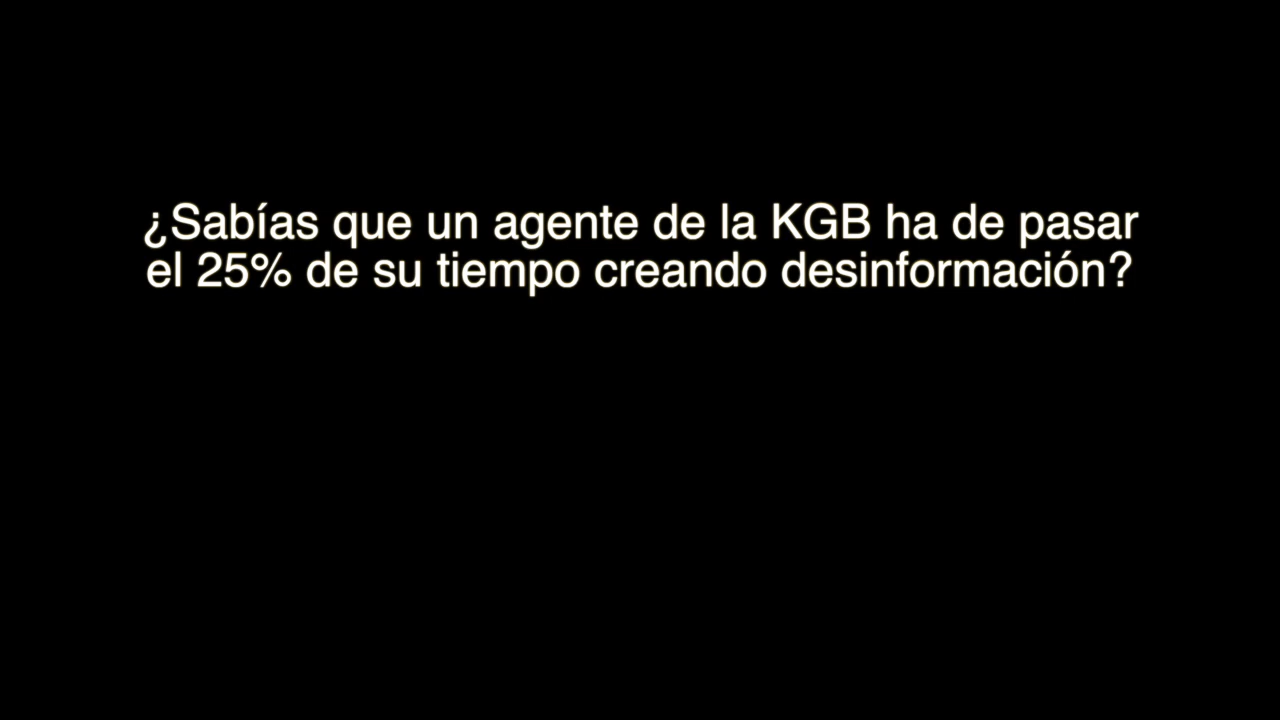 ¿Sabías que un agente de la KGB ha de pasar
el 25% de su tiempo creando desinformación?